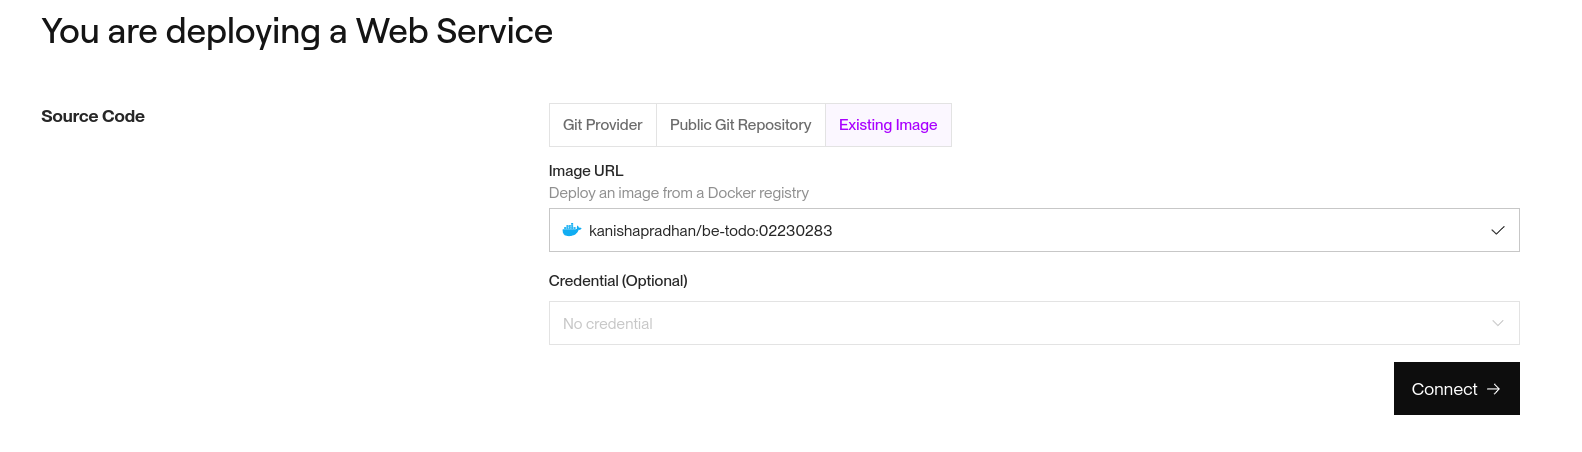 You are deploying a Web Service
Source Code
Git Provider Public Git Repository Existing Image
Image URL
Deploy an image from a Docker registry
kanishapradhan/be-todo:02230283
Credential (Optional)
No credential
Connect →